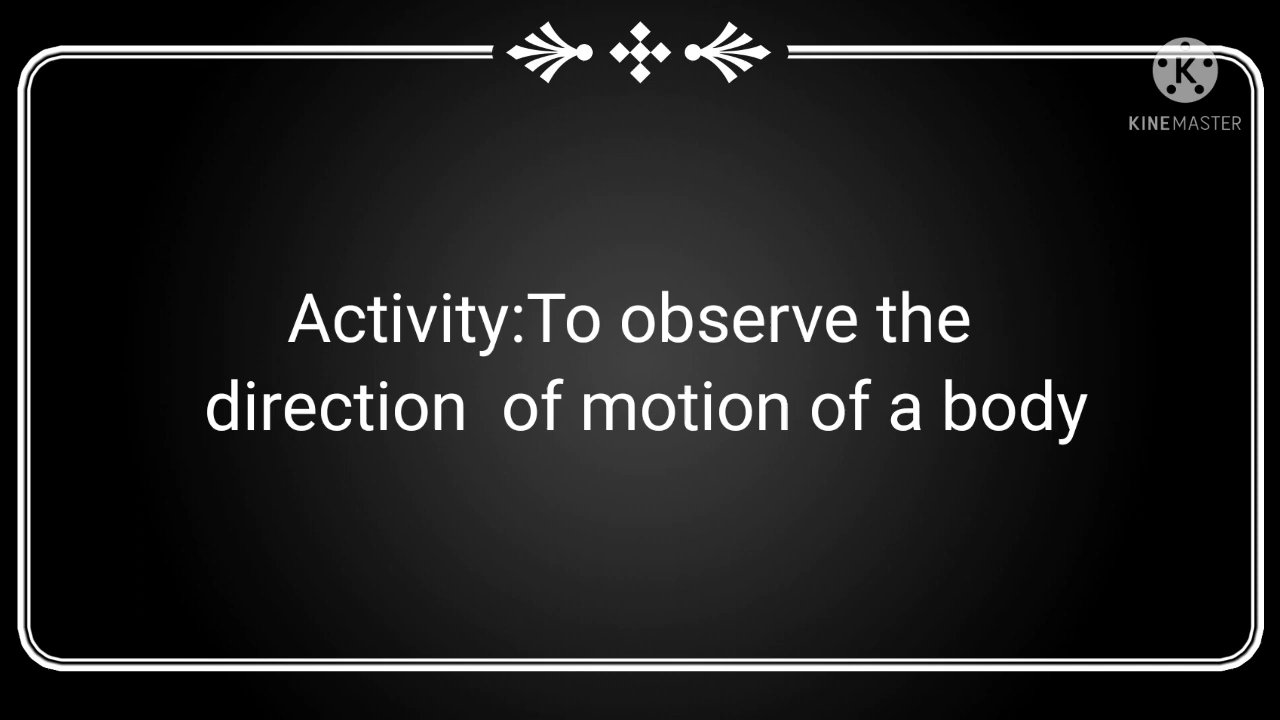 K
KINEMASTER
Activity:To observe the
direction  of motion of a body